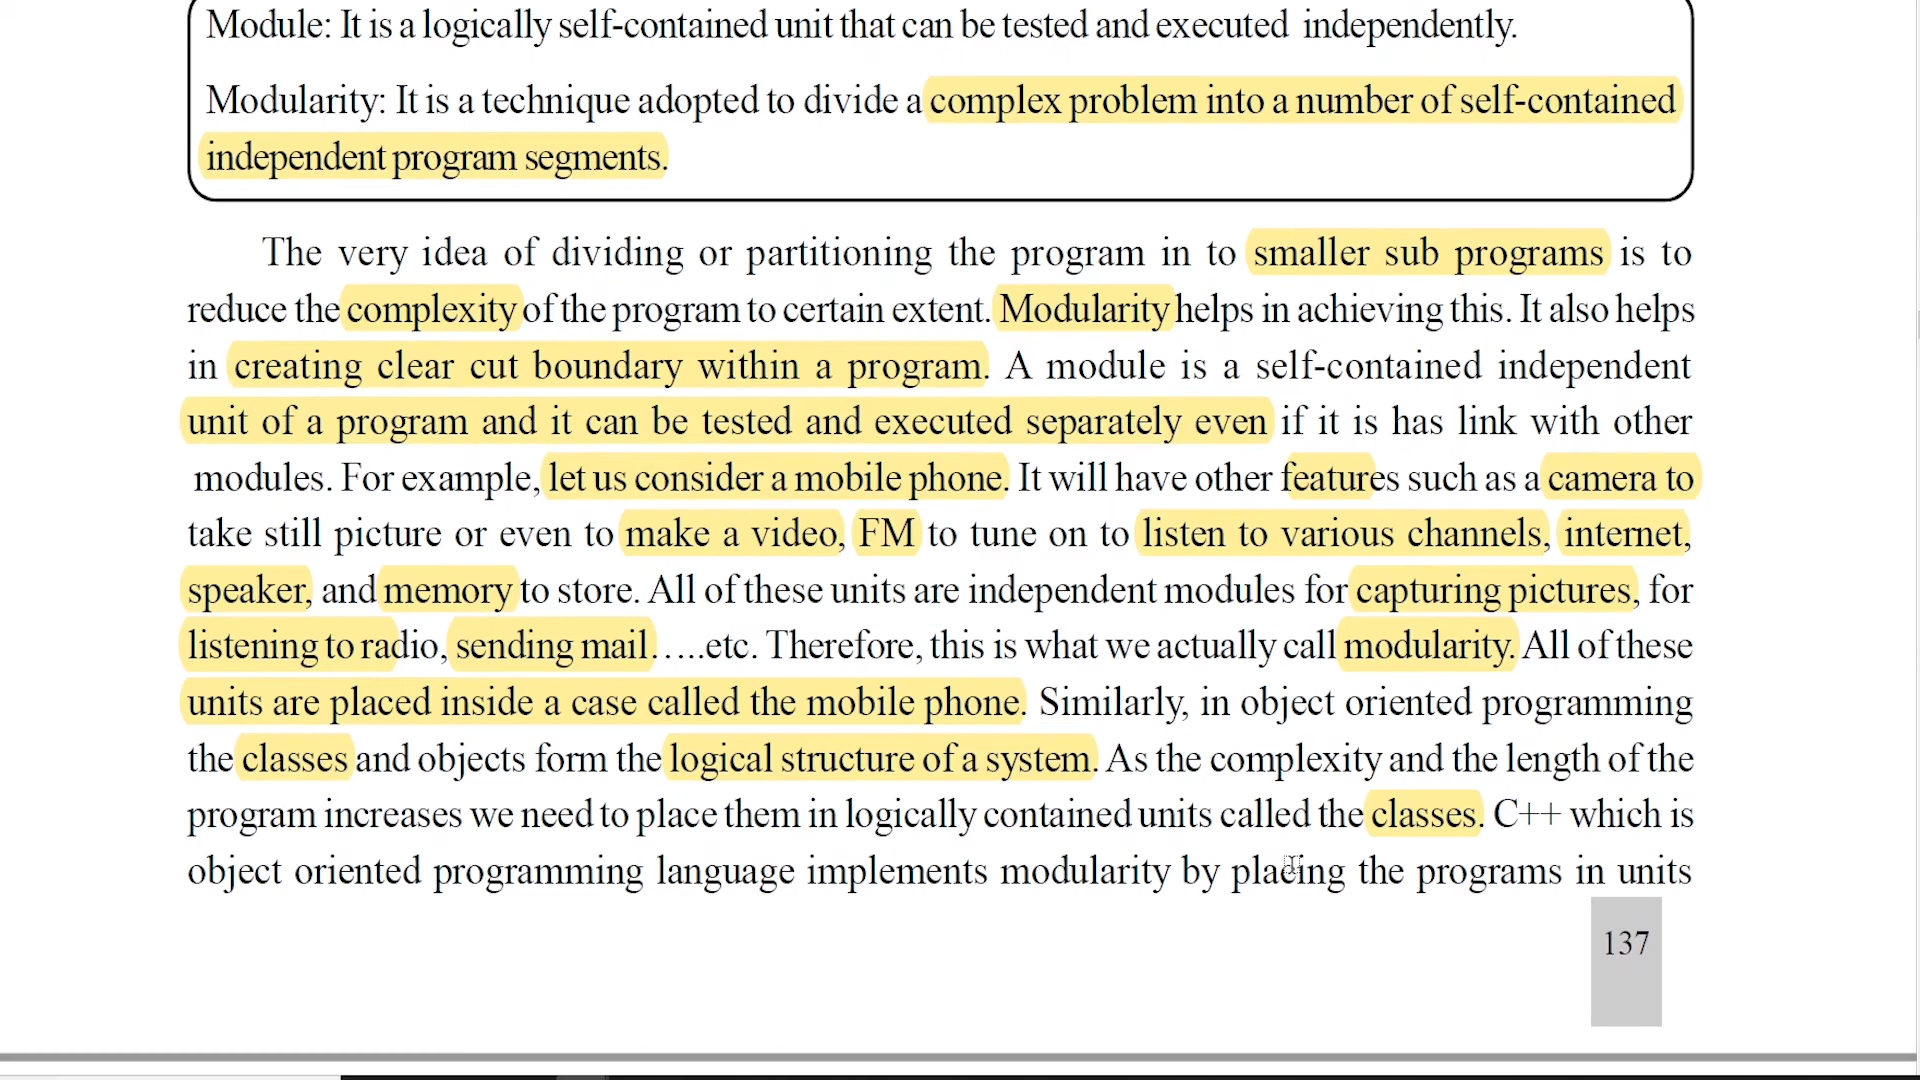 Module: It is a logically self-contained unit that can be tested and executed independently.
Modularity: It is a technique adopted to divide a complex problem into a number of self-contained
independent program segments.
The very idea of dividing or partitioning the program in to smaller sub programs is to
reduce the complexity of the program to certain extent. Modularity helps in achieving this. It also helps
in creating clear cut boundary within a program. A module is a self-contained independent
unit of a program and it can be tested and executed separately even if it is has link with other
modules. For example, let us consider a mobile phone. It will have other features such as a camera to
take still picture or even to make a video, FM to tune on to listen to various channels, internet,
speaker, and memory to store. All of these units are independent modules for capturing pictures, for
listening to radio, sending mail…..etc. Therefore, this is what we actually call modularity. All of these
units are placed inside a case called the mobile phone. Similarly, in object oriented programming
the classes and objects form the logical structure of a system. As the complexity and the length of the
program increases we need to place them in logically contained units called the classes. C++ which is
object oriented programming language implements modularity by placing the programs in units
137